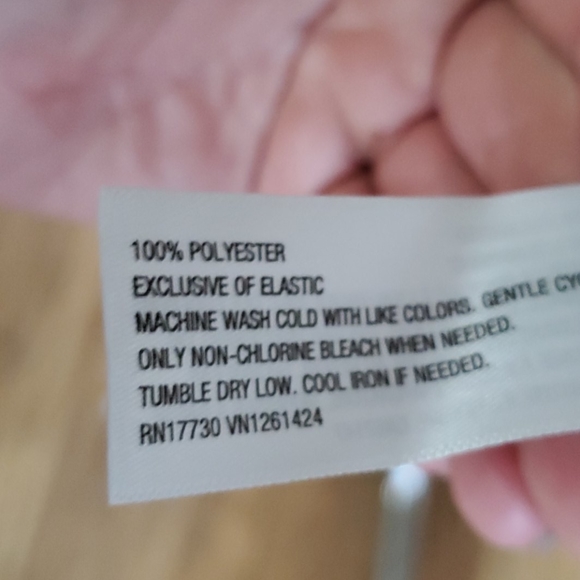 100% POLYESTER
EXCLUSIVE OF ELASTIC
MACHINE WASH COLD WITH LIKE COLORS. GENTLE
ONLY NON-CHLORINE BLEACH WHEN NEEDED.
TUMBLE DRY LOW. COOL IRON IF NEEDED.
RN17730 VN1261424